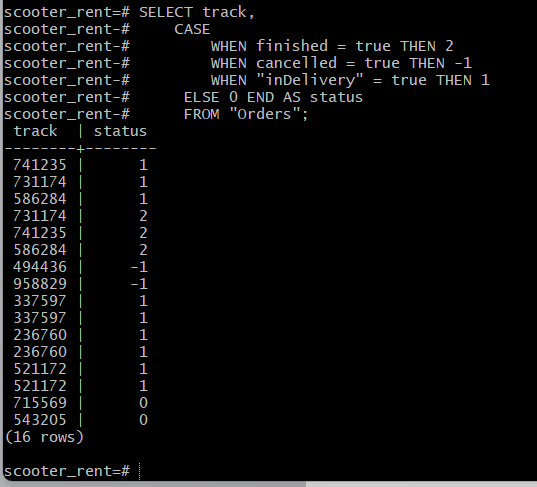 scooter_rent=# SELECT track,
scooter_rent-#     CASE
scooter_rent-#         WHEN finished = true THEN 2
scooter_rent-#         WHEN cancelled = true THEN -1
scooter_rent-#         WHEN "inDelivery" = true THEN 1
scooter_rent-#      ELSE 0 END AS status
scooter_rent-#      FROM "Orders";
 track  | status
--------+--------
 741235 |      1
 731174 |      1
 586284 |      1
 731174 |      2
 741235 |      2
 586284 |      2
 494436 |     -1
 958829 |     -1
 337597 |      1
 337597 |      1
 236760 |      1
 236760 |      1
 521172 |      1
 521172 |      1
 715569 |      0
 543205 |      0
(16 rows)
scooter_rent=#